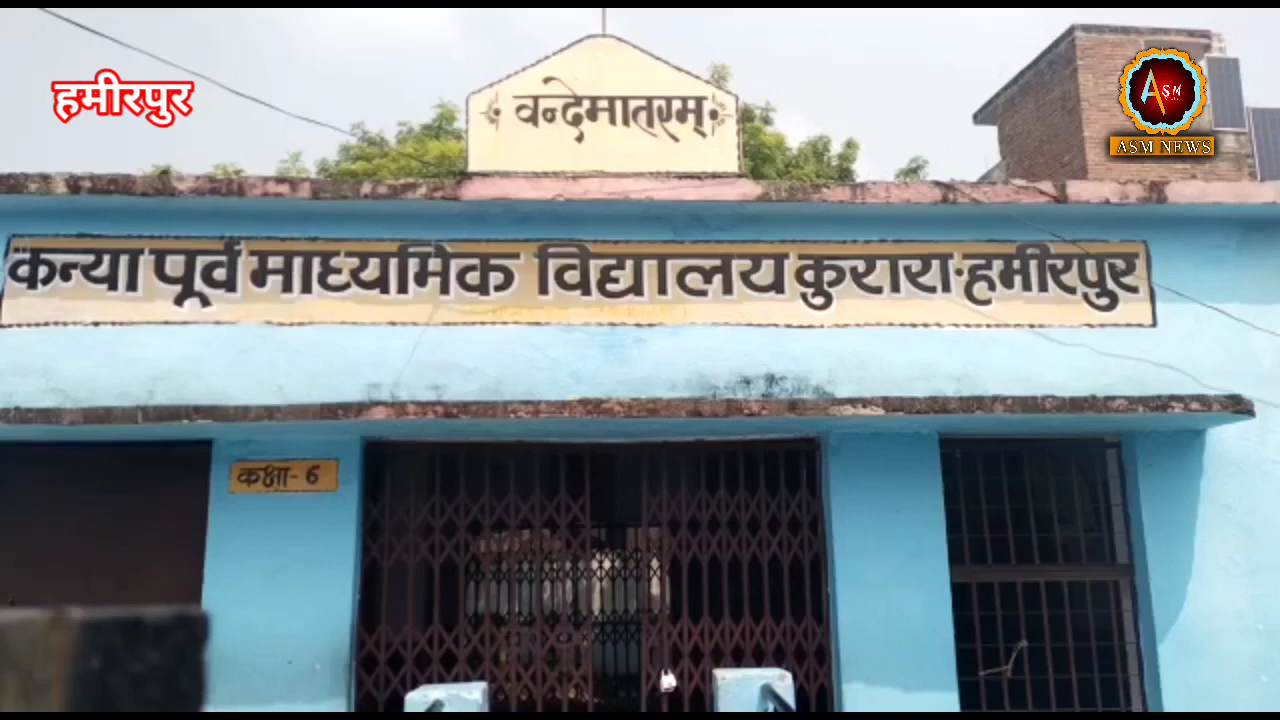 हमीरपुर
वन्देमातरम्
ASM
ASM NEWS
कन्या पूर्व माध्यमिक विद्यालय कुरारा·हमीरपुर
कक्षा- 6